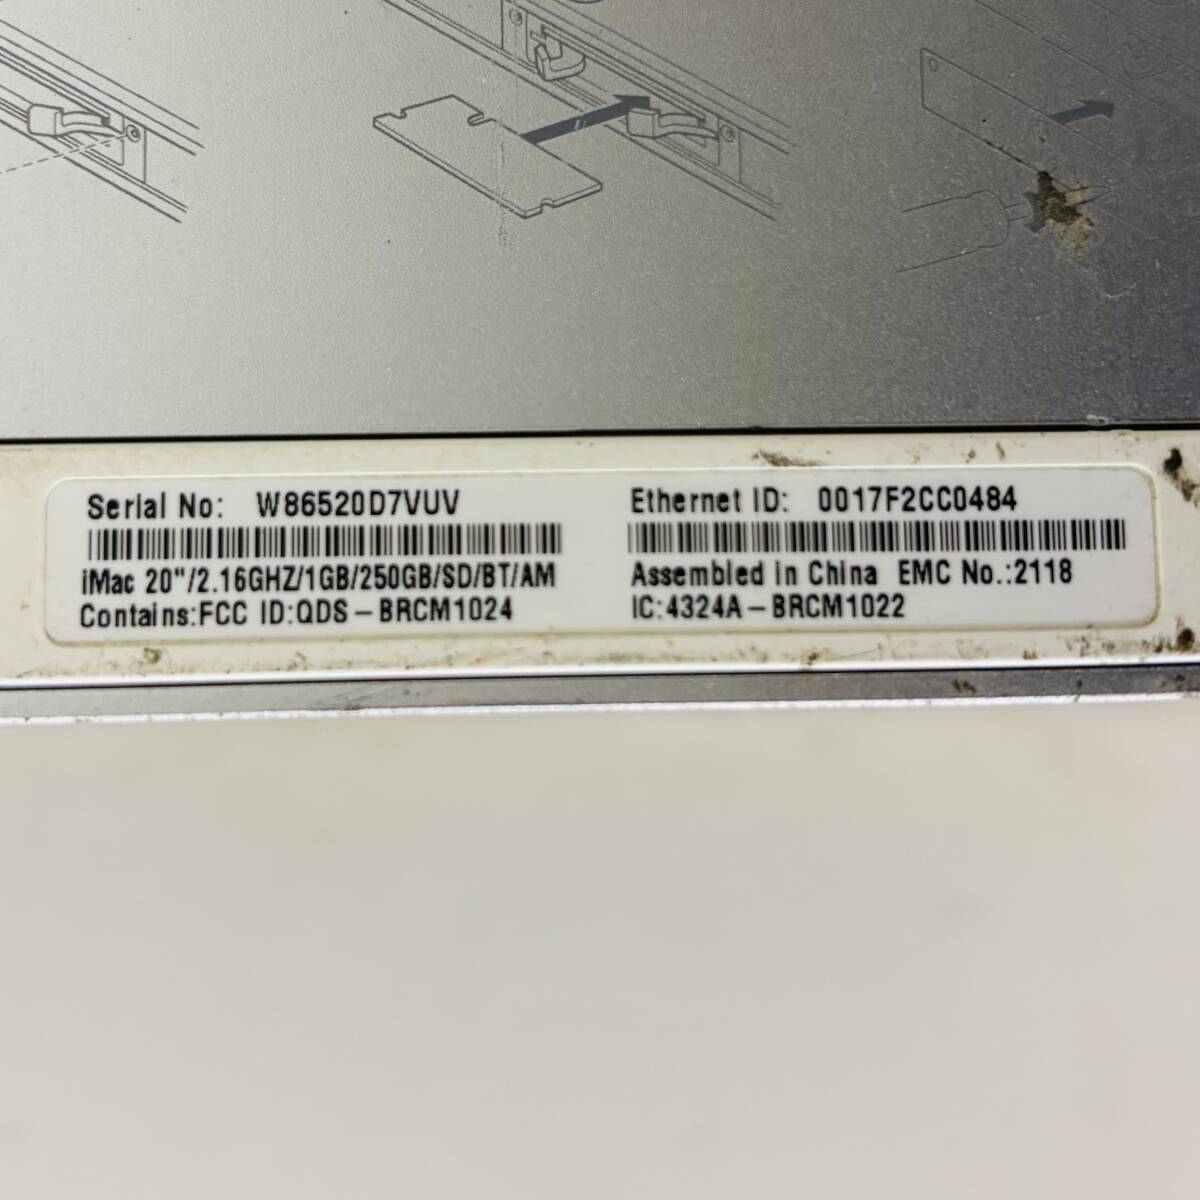 Serial No: W86520D7VUV
Ethernet ID: 0017F2CC0484
iMac 20"/2.16GHZ/1GB/250GB/SD/BT/AM
Assembled in China EMC No.:2118
Contains:FCC ID:QDS-BRCM1024
IC:4324A-BRCM1022